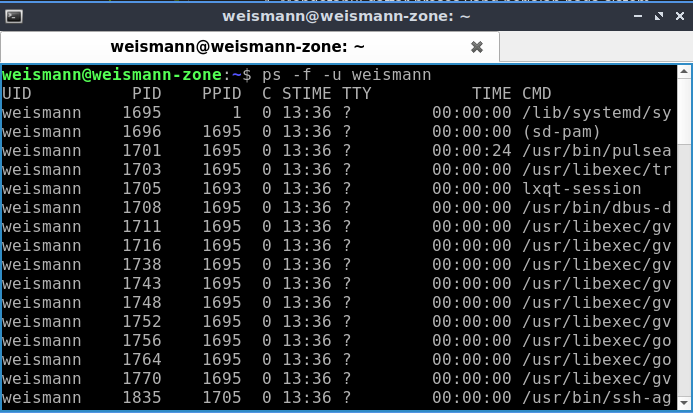 weismann@weismann-zone: ~
weismann@weismann-zone: ~
weismann@weismann-zone:~$ ps -f -u weismann
UID PID PPID C STIME TTY TIME CMD
weismann 1695 1 0 13:36 ? 00:00:00 /lib/systemd/sy
weismann 1696 1695 0 13:36 ? 00:00:00 (sd-pam)
weismann 1701 1695 0 13:36 ? 00:00:24 /usr/bin/pulsea
weismann 1703 1695 0 13:36 ? 00:00:00 /usr/libexec/tr
weismann 1705 1693 0 13:36 ? 00:00:00 lxqt-session
weismann 1708 1695 0 13:36 ? 00:00:00 /usr/bin/dbus-d
weismann 1711 1695 0 13:36 ? 00:00:00 /usr/libexec/gv
weismann 1716 1695 0 13:36 ? 00:00:00 /usr/libexec/gv
weismann 1738 1695 0 13:36 ? 00:00:00 /usr/libexec/gv
weismann 1743 1695 0 13:36 ? 00:00:00 /usr/libexec/gv
weismann 1748 1695 0 13:36 ? 00:00:00 /usr/libexec/gv
weismann 1752 1695 0 13:36 ? 00:00:00 /usr/libexec/gv
weismann 1756 1695 0 13:36 ? 00:00:00 /usr/libexec/go
weismann 1764 1695 0 13:36 ? 00:00:00 /usr/libexec/go
weismann 1770 1695 0 13:36 ? 00:00:00 /usr/libexec/gv
weismann 1835 1705 0 13:36 ? 00:00:00 /usr/bin/ssh-ag